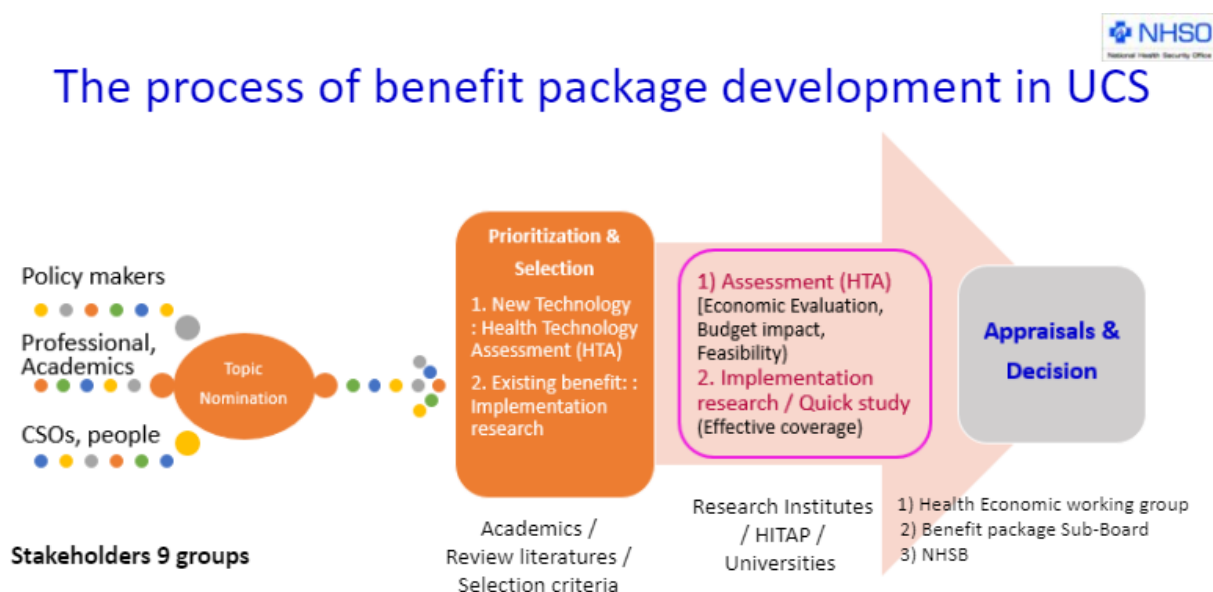 NHSO
National Health Security Office
The process of benefit package development in UCS
Policy makers
Professional,
Academics
CSOs, people
Stakeholders 9 groups
Topic
Nomination
Prioritization &
Selection
1. New Technology
: Health Technology
Assessment (HTA)
2. Existing benefit: :
Implementation
research
Academics /
Review literatures /
Selection criteria
1) Assessment (HTA)
[Economic Evaluation,
Budget impact,
Feasibility)
2. Implementation
research / Quick study
(Effective coverage)
Research Institutes
/ HITAP /
Universities
Appraisals &
Decision
1) Health Economic working group
2) Benefit package Sub-Board
3) NHSB